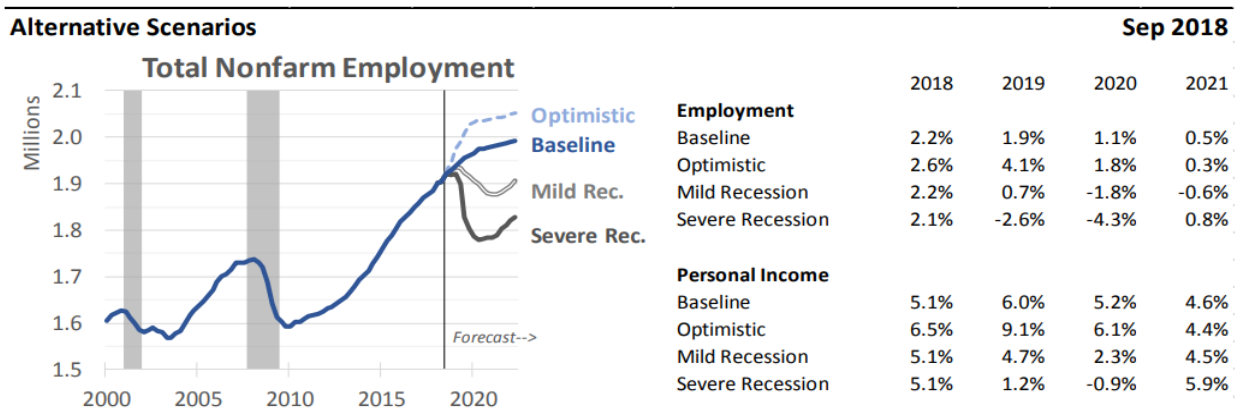 Alternative Scenarios Sep 2018
Total Nonfarm Employment
Millions
2.1
2.0
1.9
1.8
1.7
1.6
1.5
2000 2005 2010 2015 2020
Optimistic
Baseline
Mild Rec.
Severe Rec.
Forecast-->
2018 2019 2020 2021
Employment
Baseline 2.2% 1.9% 1.1% 0.5%
Optimistic 2.6% 4.1% 1.8% 0.3%
Mild Recession 2.2% 0.7% -1.8% -0.6%
Severe Recession 2.1% -2.6% -4.3% 0.8%
Personal Income
Baseline 5.1% 6.0% 5.2% 4.6%
Optimistic 6.5% 9.1% 6.1% 4.4%
Mild Recession 5.1% 4.7% 2.3% 4.5%
Severe Recession 5.1% 1.2% -0.9% 5.9%